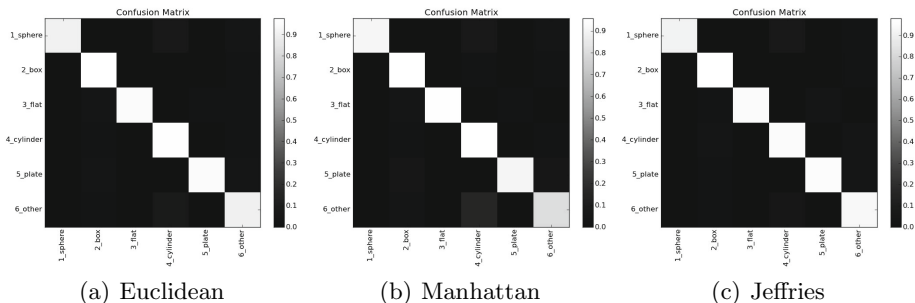 Confusion Matrix
1_sphere
2_box
3_flat
4_cylinder
5_plate
6_other
1_sphere
2_box
3_flat
4_cylinder
5_plate
6_other
0.9
0.8
0.7
0.6
0.5
0.4
0.3
0.2
0.1
0.0
(a) Euclidean
Confusion Matrix
1_sphere
2_box
3_flat
4_cylinder
5_plate
6_other
1_sphere
2_box
3_flat
4_cylinder
5_plate
6_other
0.9
0.8
0.7
0.6
0.5
0.4
0.3
0.2
0.1
0.0
(b) Manhattan
Confusion Matrix
1_sphere
2_box
3_flat
4_cylinder
5_plate
6_other
1_sphere
2_box
3_flat
4_cylinder
5_plate
6_other
0.9
0.8
0.7
0.6
0.5
0.4
0.3
0.2
0.1
0.0
(c) Jeffries